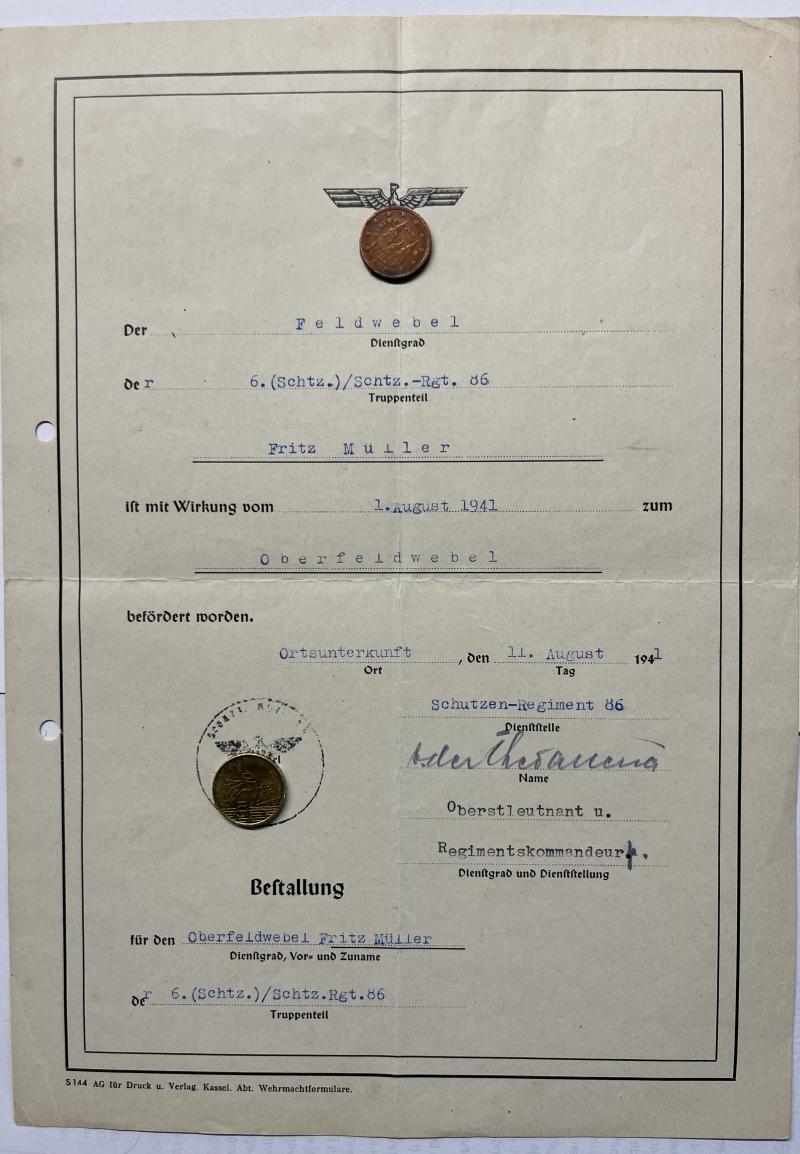 Der Feldwebel
Dienstgrad
der 6.(Schtz.)/Schtz.-Rgt. 86
Truppenteil
Fritz Müller
ist mit Wirkung vom 1.August 1941 zum
Oberfeldwebel
befördert worden.
Ortsunterkunft, den 11. August 1941
Ort Tag
Schutzen-Regiment 86
Dienststelle
Name
Oberstleutnant u.
Regimentskommandeur.
Dienstgrad und Dienststellung
Bestallung
für den Oberfeldwebel Fritz Müller
Dienstgrad, Vor- und Zuname
der 6.(Schtz.)/Schtz.Rgt.86
Truppenteil
S 144 AG für Druck u. Verlag. Kassel. Abt. Wehrmachtformulare.